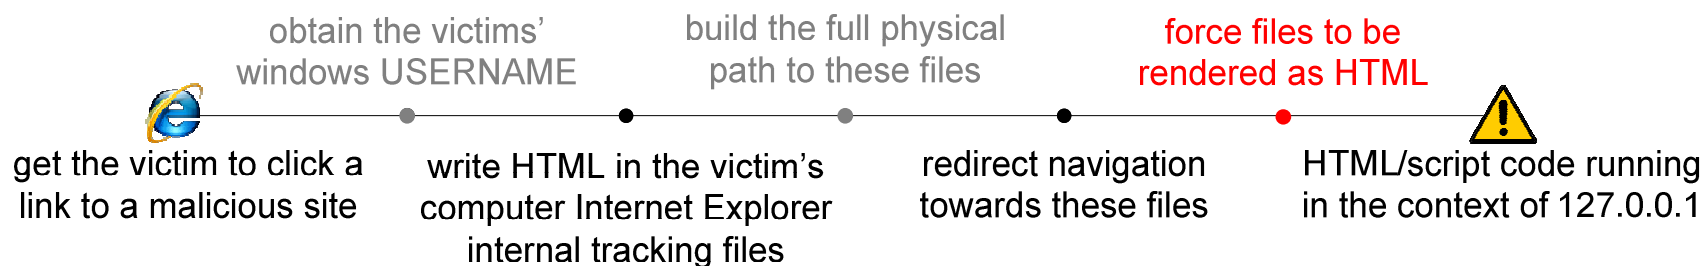 get the victim to click a
link to a malicious site
obtain the victims’
windows USERNAME
write HTML in the victim’s
computer Internet Explorer
internal tracking files
build the full physical
path to these files
redirect navigation
towards these files
force files to be
rendered as HTML
HTML/script code running
in the context of 127.0.0.1